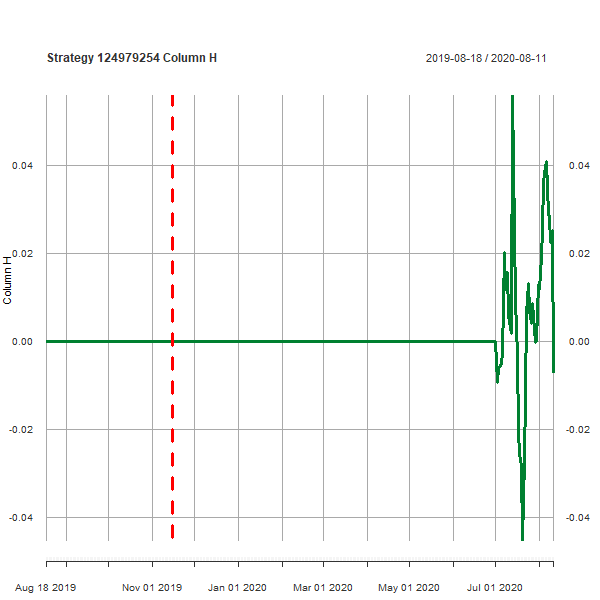 Strategy 124979254 Column H 2019-08-18 / 2020-08-11
0.04 0.04
0.02 0.02
Column H
0.00 0.00
-0.02 -0.02
-0.04 -0.04
Aug 18 2019 Nov 01 2019 Jan 01 2020 Mar 01 2020 May 01 2020 Jul 01 2020